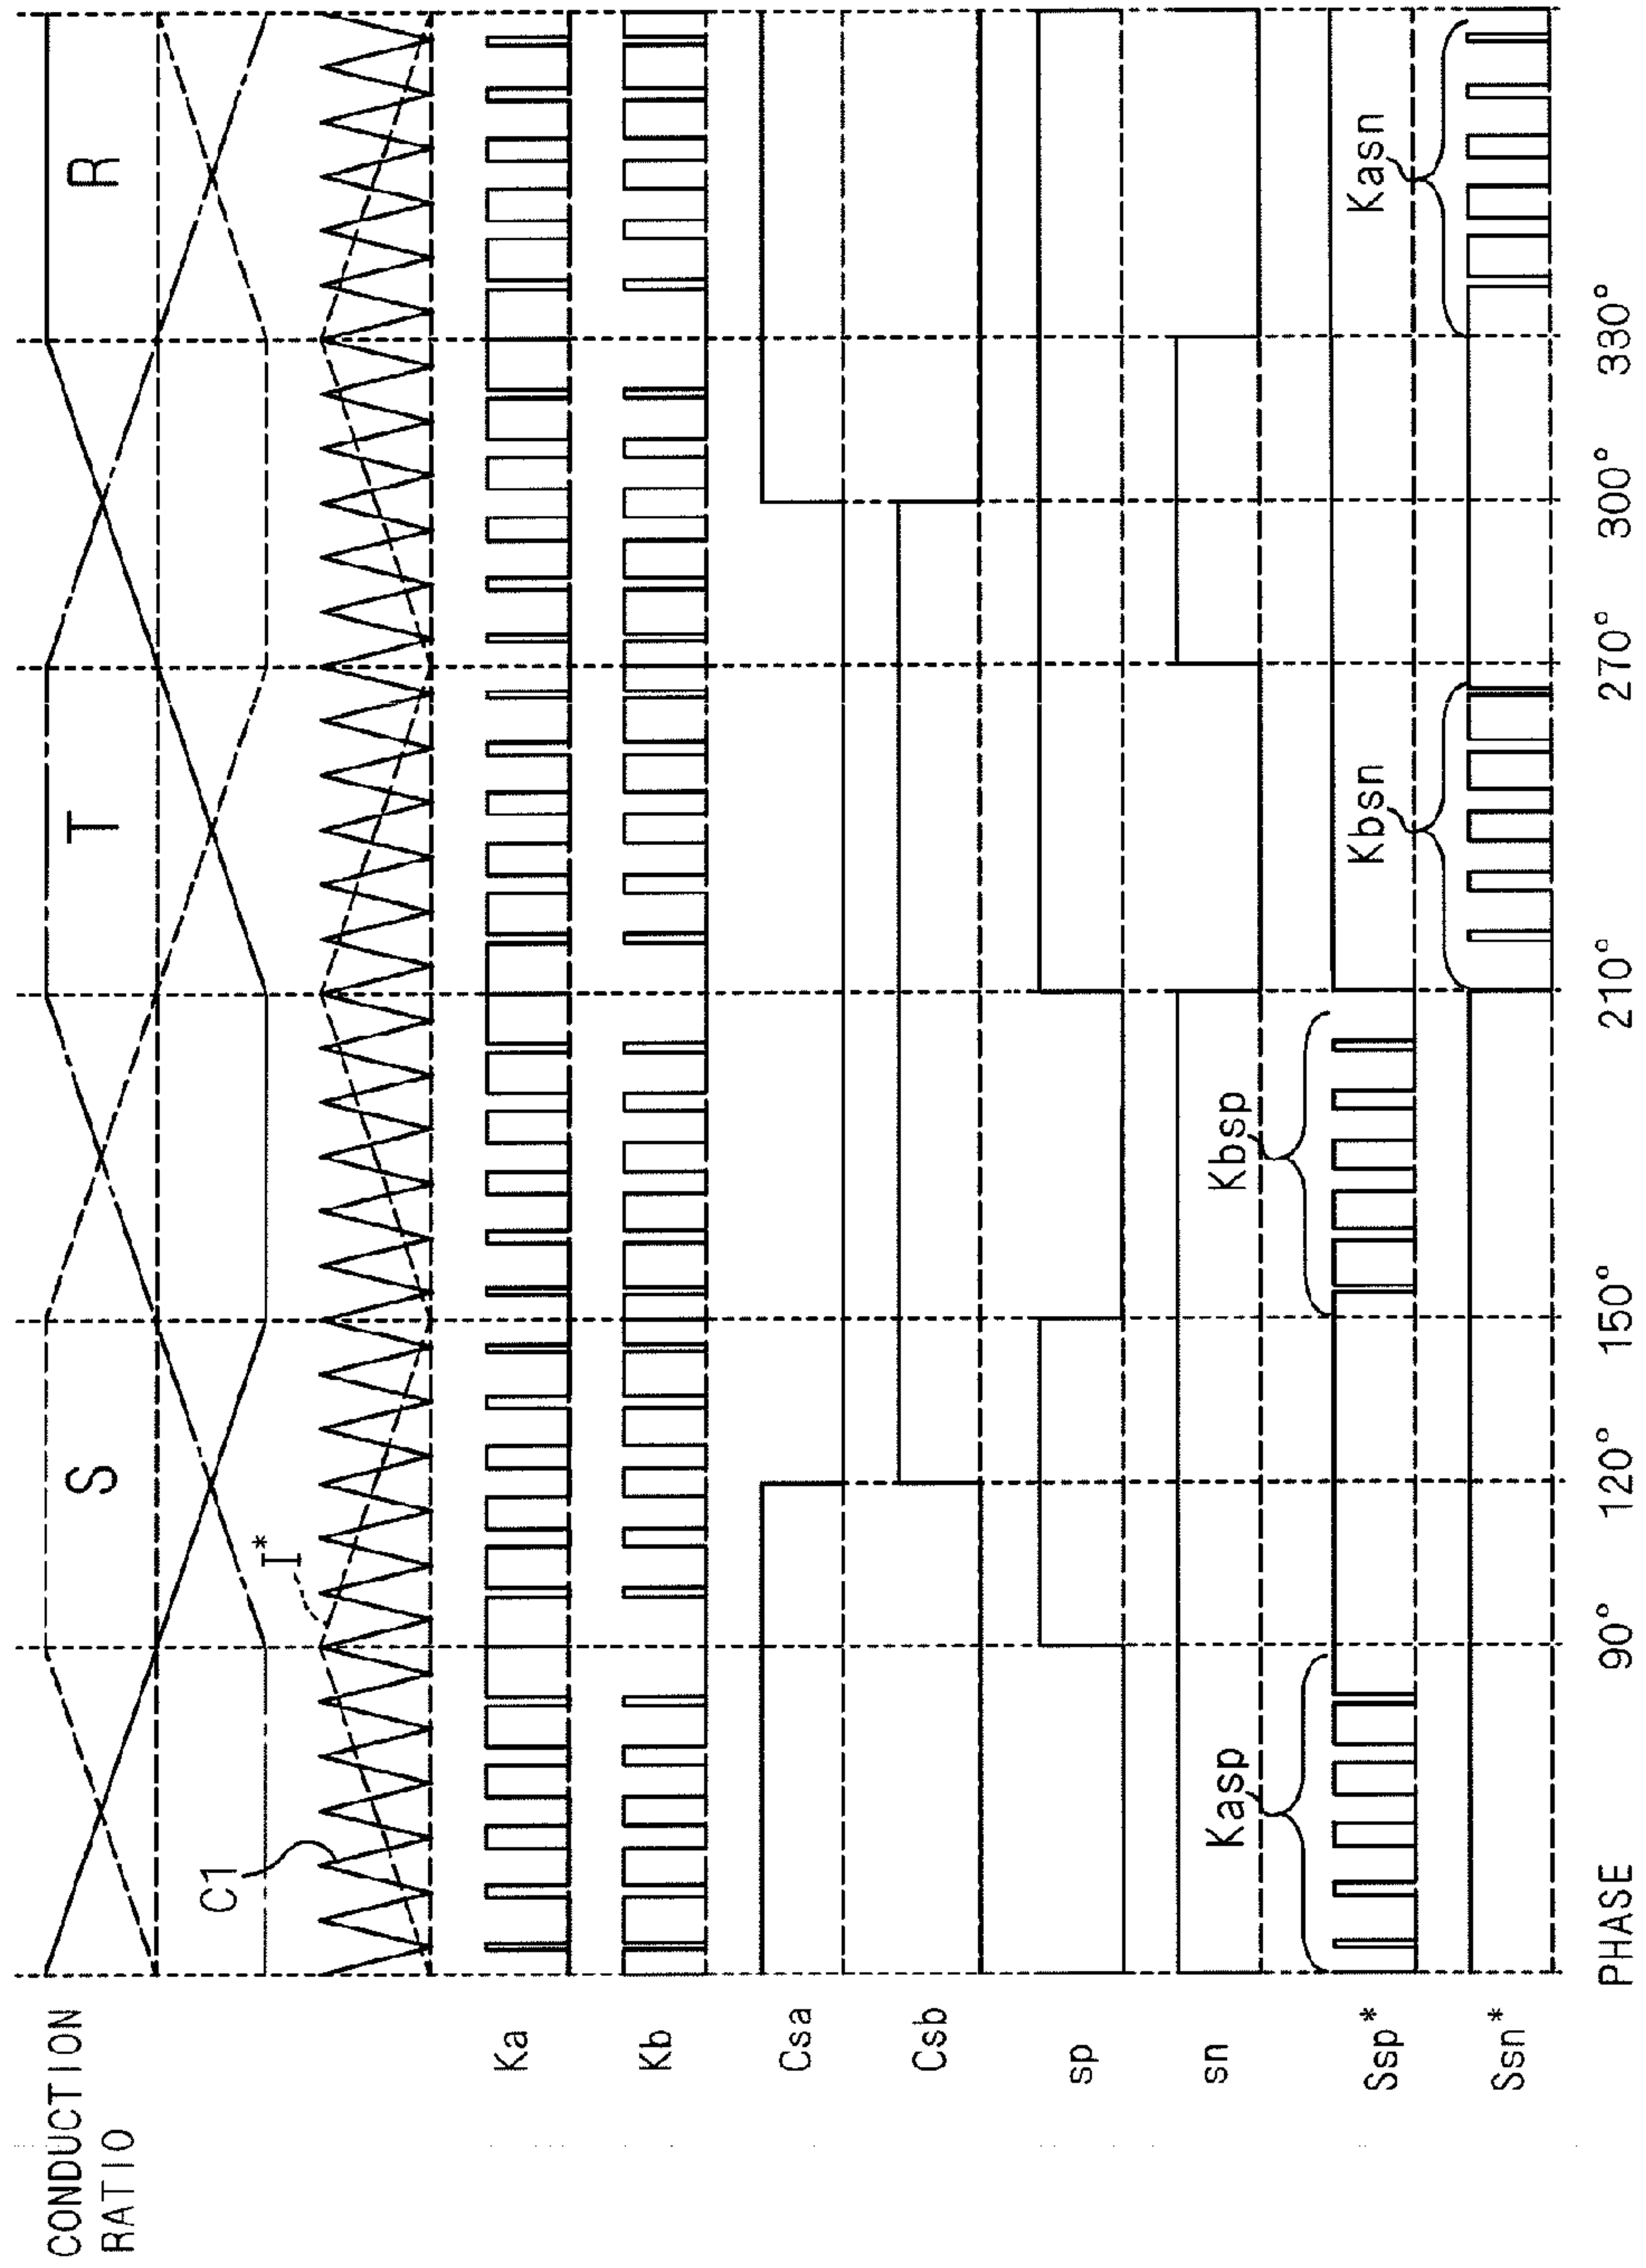 CONDUCTION
RATIO
S
T
R
C1
I*
Ka
Kb
Csa
Csb
sp
sn
Kasp
Kbsp
Ssp*
Kbsn
Kasn
Ssn*
PHASE 90° 120° 150° 210° 270° 300° 330°